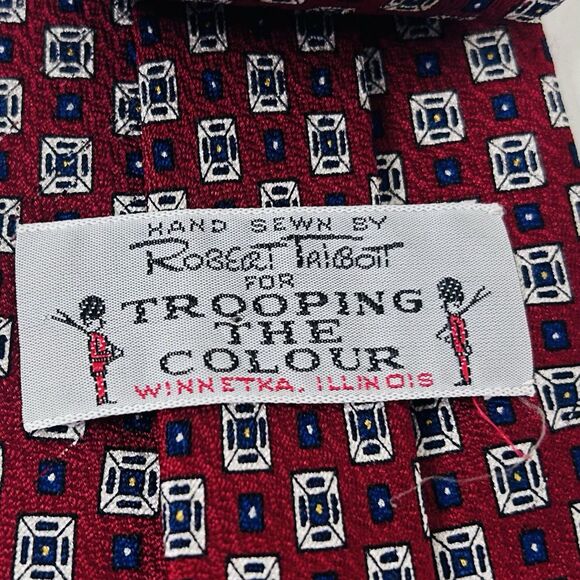 HAND SEWN BY
ROBERT TALBOTT
FOR
TROOPING
THE
COLOUR
WINNETKA, ILLINOIS